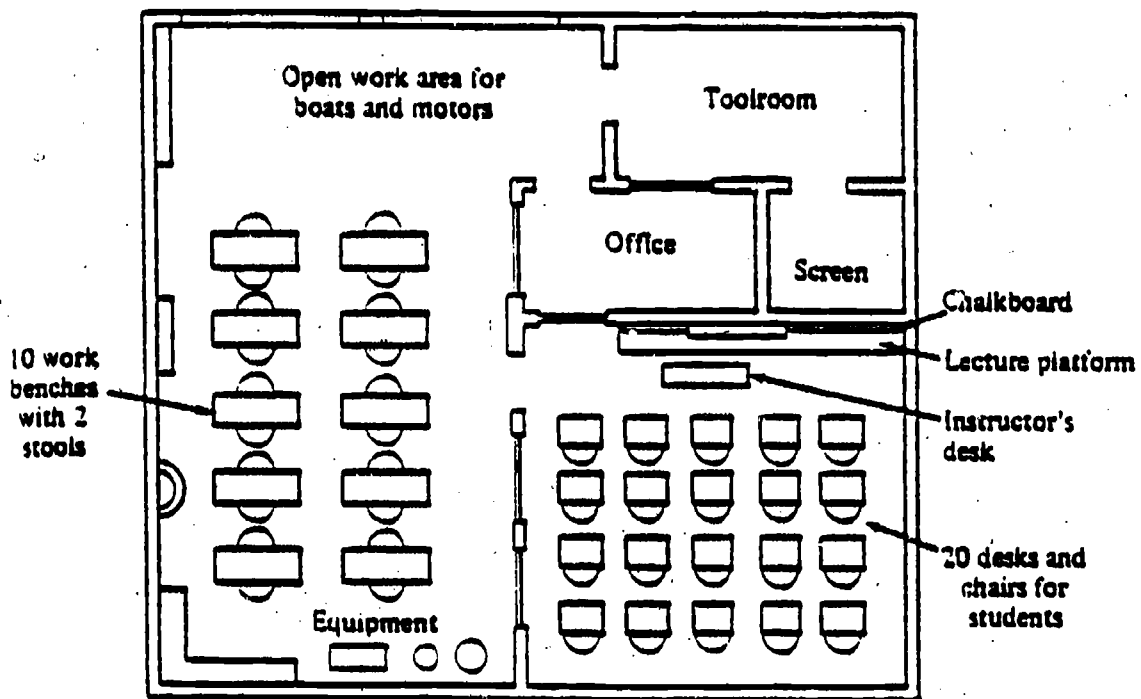 Open work area for
boats and motors
Toolroom
Office
Screen
Chalkboard
Lecture platform
Instructor's
desk
10 work
benches
with 2
stools
20 desks and
chairs for
students
Equipment